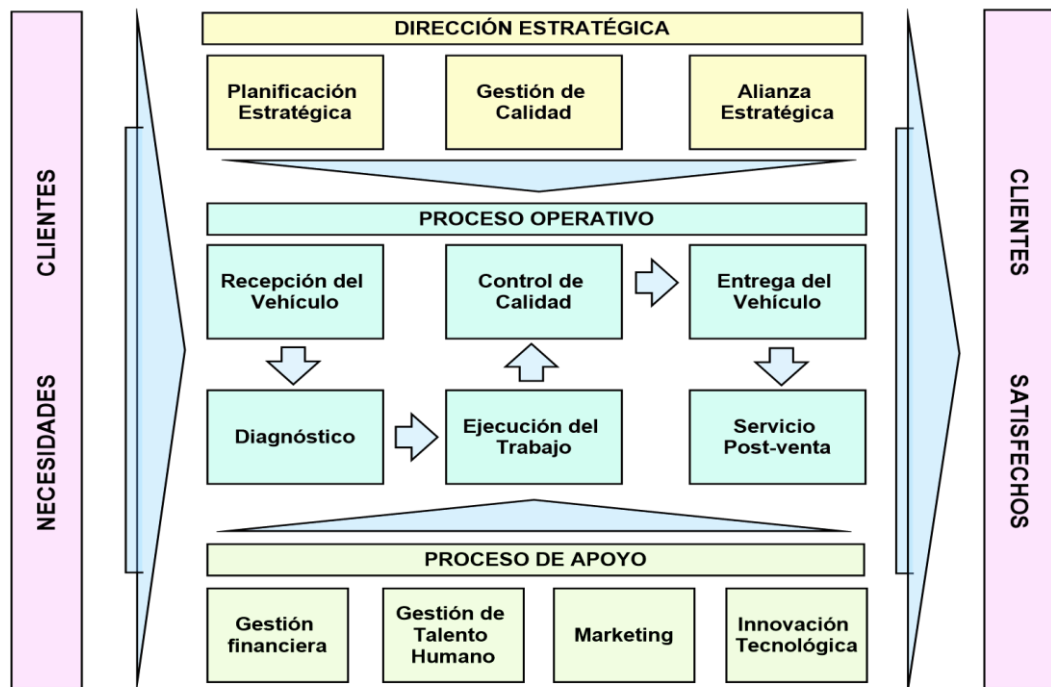 DIRECCIÓN ESTRATÉGICA
Planificación
Estratégica
Gestión de
Calidad
Alianza
Estratégica
CLIENTES
NECESIDADES
PROCESO OPERATIVO
Recepción del
Vehículo
Control de
Calidad
Entrega del
Vehículo
Diagnóstico
Ejecución del
Trabajo
Servicio
Post-venta
CLIENTES
SATISFECHOS
PROCESO DE APOYO
Gestión
financiera
Gestión de
Talento
Humano
Marketing
Innovación
Tecnológica